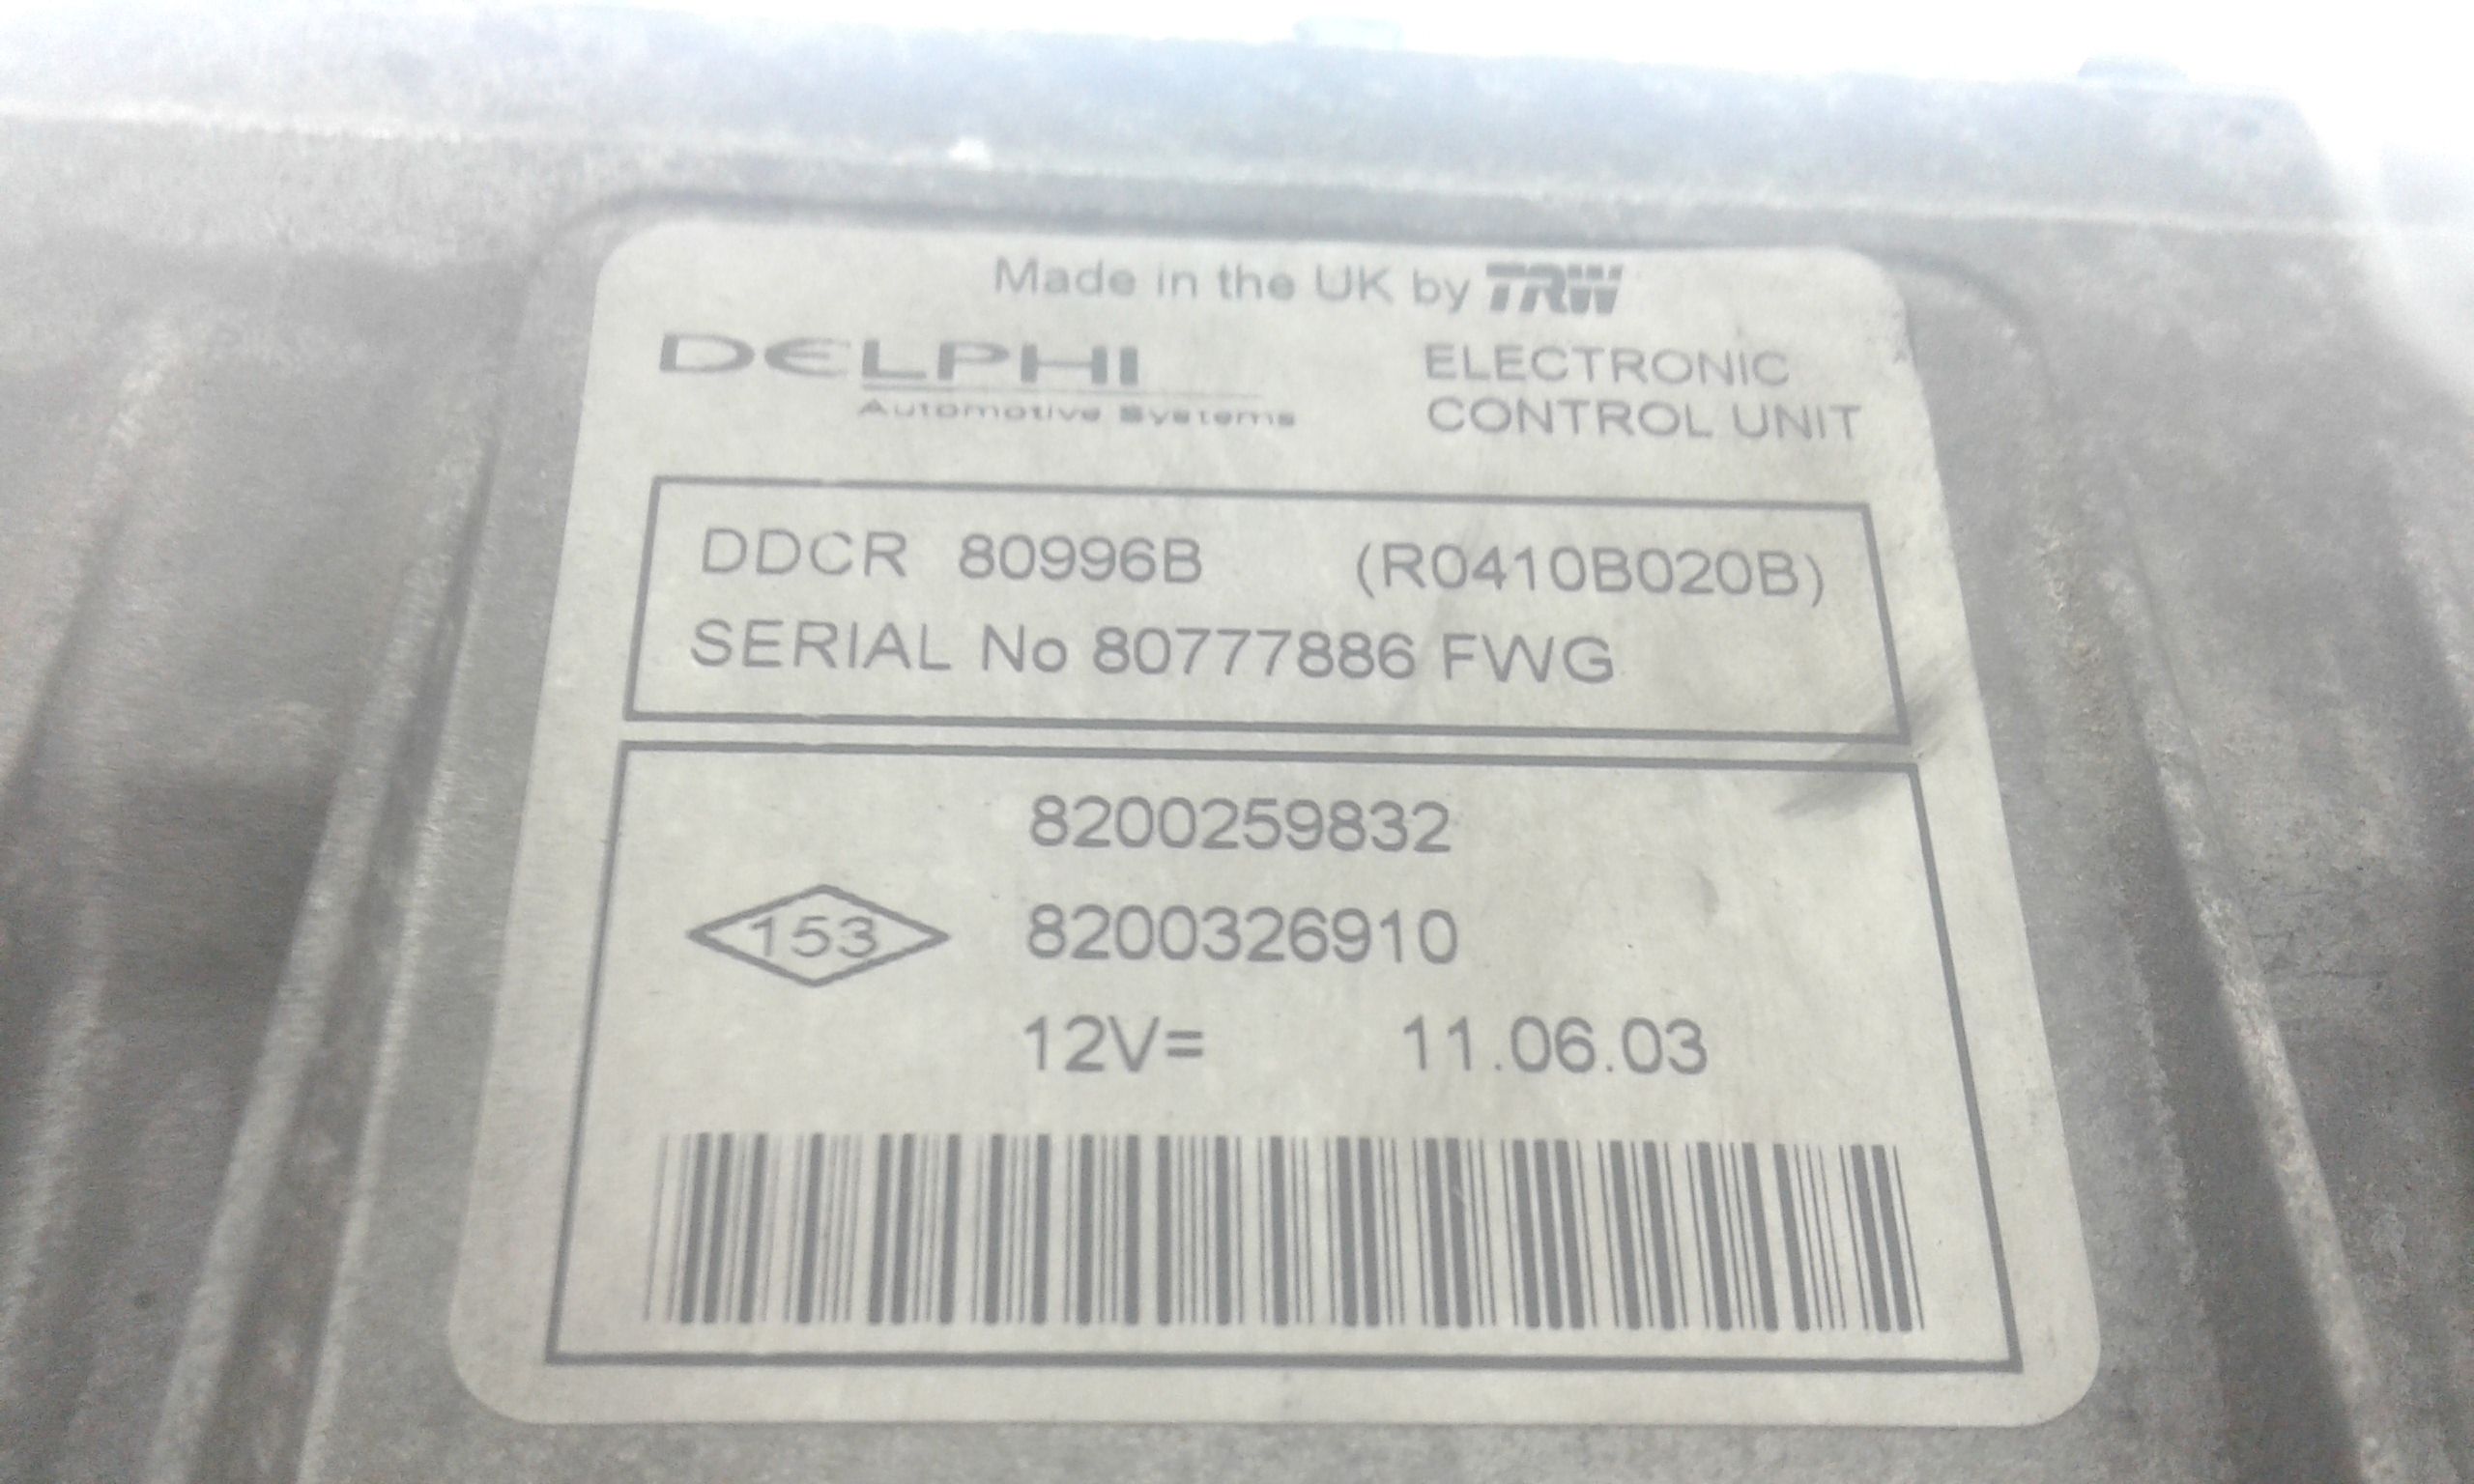 Made in the UK by TRW
DELPHI
Automotive Systems
ELECTRONIC
CONTROL UNIT
DDCR 80996B (R0410B020B)
SERIAL No 80777886 FWG
8200259832
153 8200326910
12V= 11.06.03